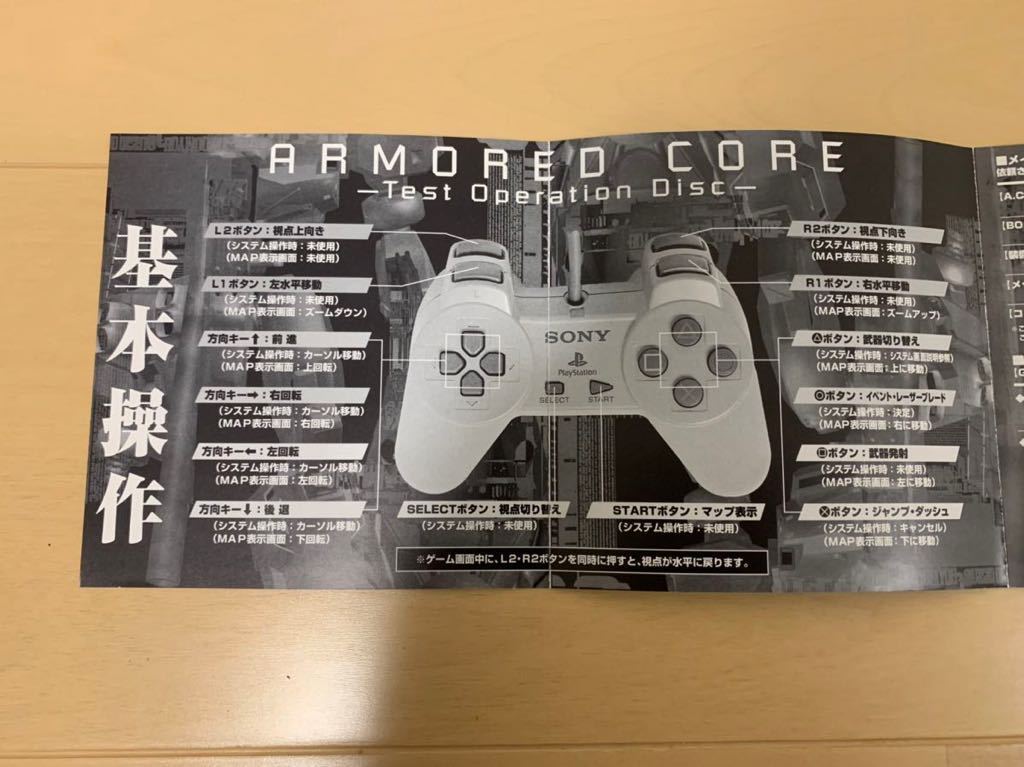 ARMORED CORE
—Test Operation Disc—
基本操作
L2ボタン：視点上向き
(システム操作時：未使用)
(MAP表示画面：未使用)
L1ボタン：左水平移動
(システム操作時：未使用)
(MAP表示画面：ズームダウン)
方向キー↑：前 進
(システム操作時：カーソル移動)
(MAP表示画面：上回転)
方向キー→：右回転
(システム操作時：カーソル移動)
(MAP表示画面：右回転)
方向キー←：左回転
(システム操作時：カーソル移動)
(MAP表示画面：左回転)
方向キー↓：後 退
(システム操作時：カーソル移動)
(MAP表示画面：下回転)
SONY
PlayStation
SELECT
START
SELECTボタン：視点切り替え
(システム操作時：未使用)
STARTボタン：マップ表示
(システム操作時：未使用)
R2ボタン：視点下向き
(システム操作時：未使用)
(MAP表示画面：未使用)
R1ボタン：右水平移動
(システム操作時：未使用)
(MAP表示画面：ズームアップ)
△ボタン：武器切り替え
(システム操作時：システム画面説明参照)
(MAP表示画面：上に移動)
○ボタン：イベント・レーザーブレード
(システム操作時：決定)
(MAP表示画面：右に移動)
□ボタン：武器発射
(システム操作時：未使用)
(MAP表示画面：左に移動)
×ボタン：ジャンプ・ダッシュ
(システム操作時：キャンセル)
(MAP表示画面：下に移動)
※ゲーム画面中に、L2・R2ボタンを同時に押すと、視点が水平に戻ります。
■メー
依頼さ
[A.C
[BO